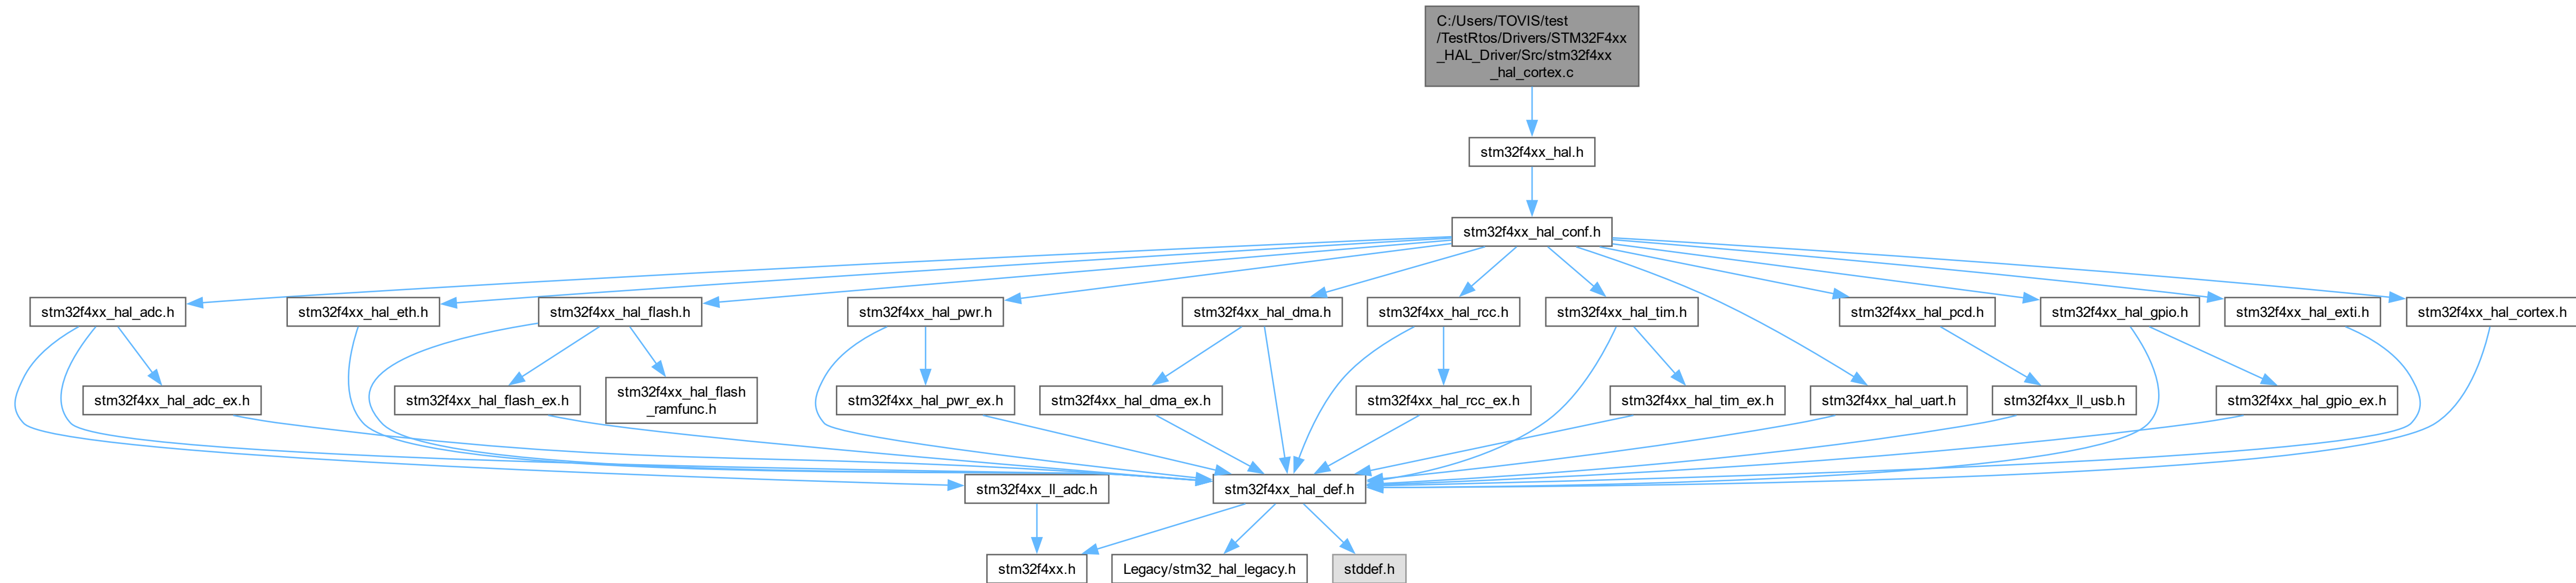 C:/Users/TOVIS/test
/TestRtos/Drivers/STM32F4xx
_HAL_Driver/Src/stm32f4xx
_hal_cortex.c
stm32f4xx_hal.h
stm32f4xx_hal_conf.h
stm32f4xx_hal_adc.h
stm32f4xx_hal_eth.h
stm32f4xx_hal_flash.h
stm32f4xx_hal_pwr.h
stm32f4xx_hal_dma.h
stm32f4xx_hal_rcc.h
stm32f4xx_hal_tim.h
stm32f4xx_hal_pcd.h
stm32f4xx_hal_gpio.h
stm32f4xx_hal_exti.h
stm32f4xx_hal_cortex.h
stm32f4xx_hal_adc_ex.h
stm32f4xx_hal_flash_ex.h
stm32f4xx_hal_flash
_ramfunc.h
stm32f4xx_hal_pwr_ex.h
stm32f4xx_hal_dma_ex.h
stm32f4xx_hal_rcc_ex.h
stm32f4xx_hal_tim_ex.h
stm32f4xx_hal_uart.h
stm32f4xx_ll_usb.h
stm32f4xx_hal_gpio_ex.h
stm32f4xx_ll_adc.h
stm32f4xx_hal_def.h
stm32f4xx.h
Legacy/stm32_hal_legacy.h
stddef.h